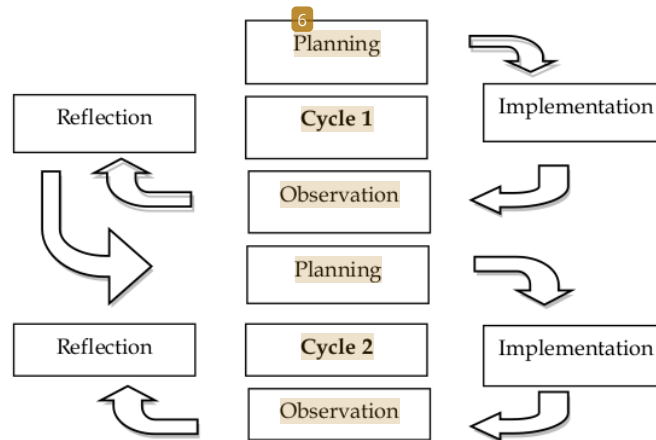 6
Planning
Implementation
Reflection
Cycle 1
Observation
Planning
Reflection
Cycle 2
Implementation
Observation